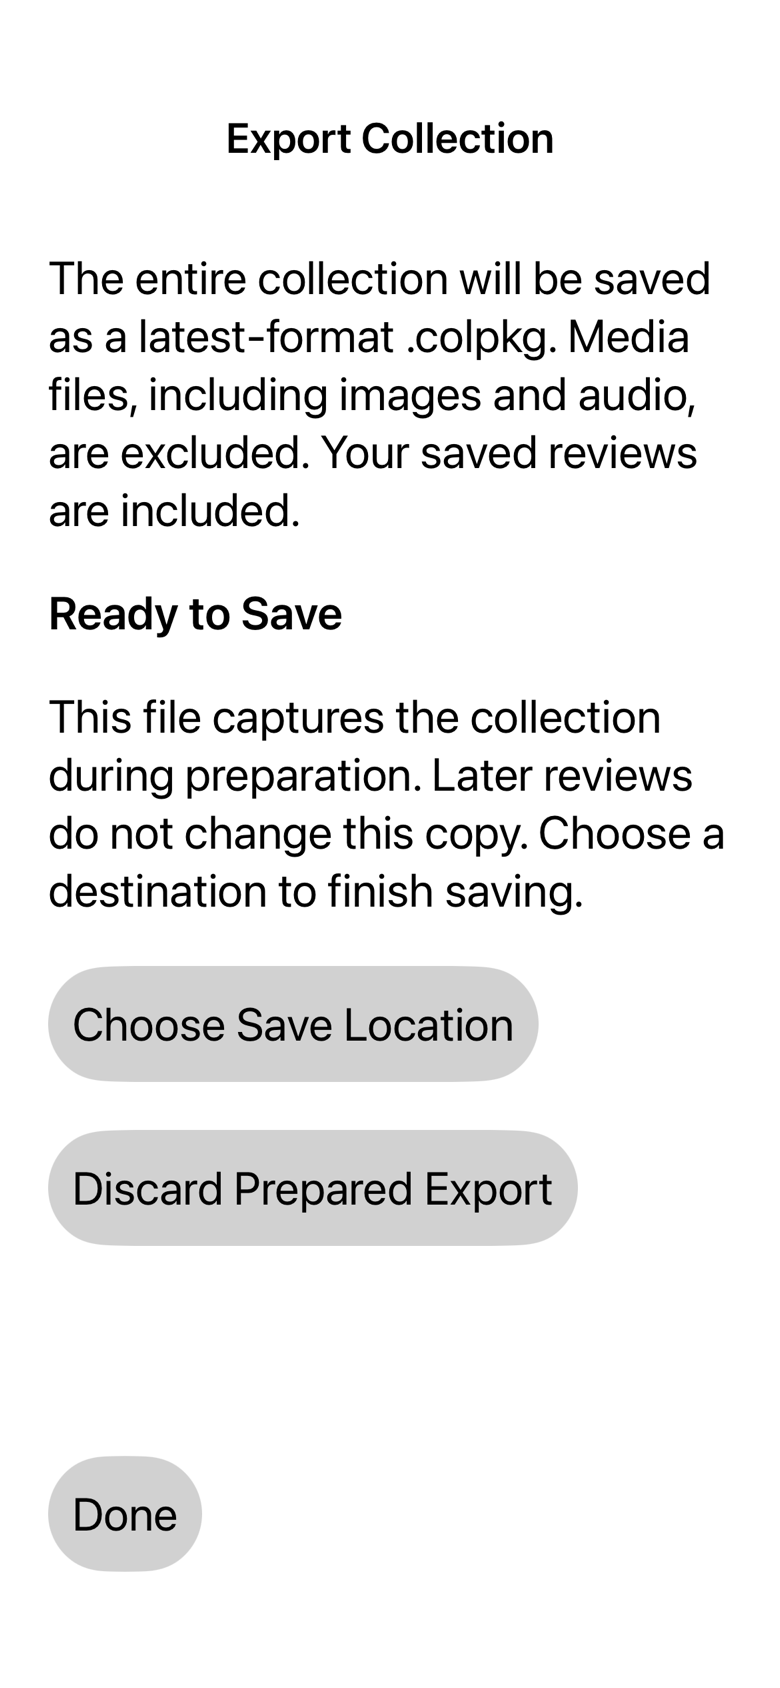 Export Collection
The entire collection will be saved
as a latest-format .colpkg. Media
files, including images and audio,
are excluded. Your saved reviews
are included.
Ready to Save
This file captures the collection
during preparation. Later reviews
do not change this copy. Choose a
destination to finish saving.
Choose Save Location
Discard Prepared Export
Done